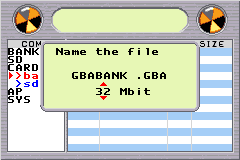 COM
SIZE
BANK
SD
CARD
>ba
>sd
AP
SYS
Name the file
GBABANK .GBA
32 Mbit